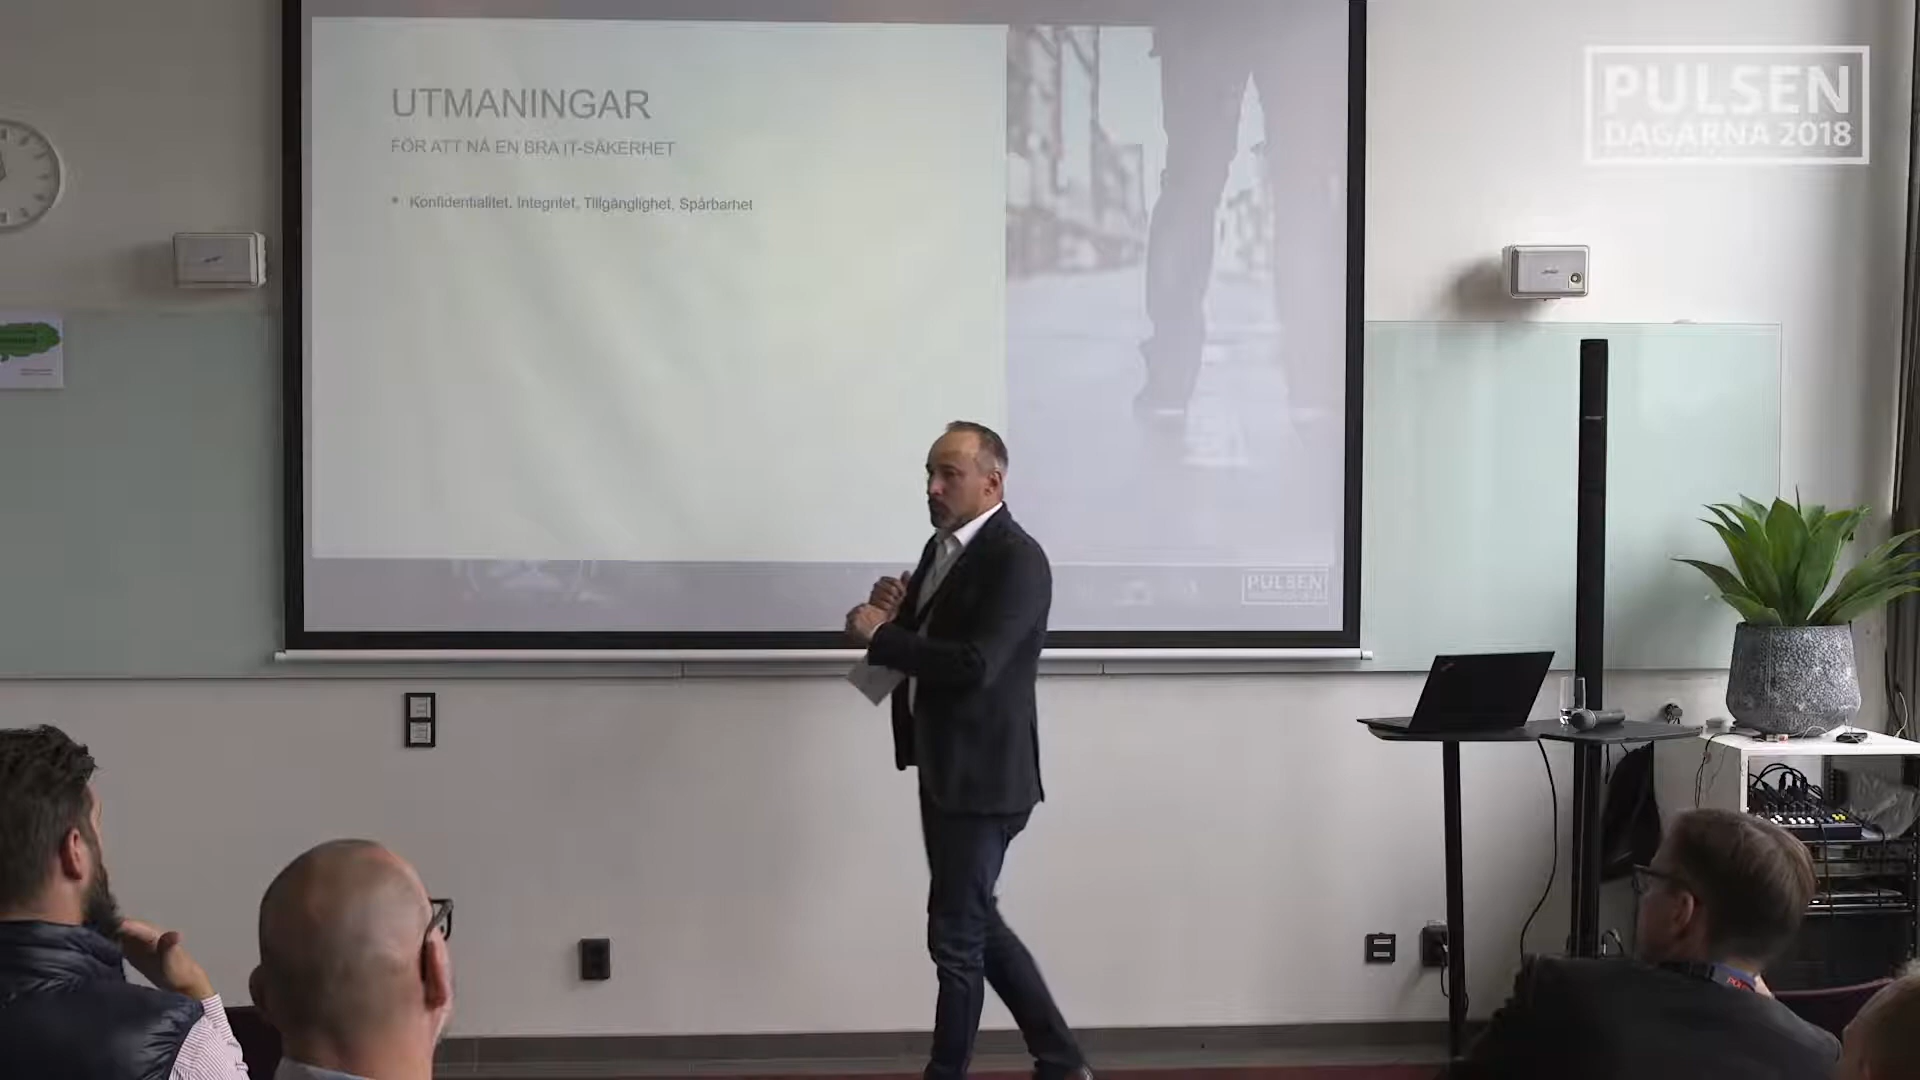 UTMANINGAR
FÖR ATT NÅ EN BRA IT-SÄKERHET
• Konfidentialitet, Integritet, Tillgänglighet, Spårbarhet
PULSEN
DAGARNA 2018
PULSEN